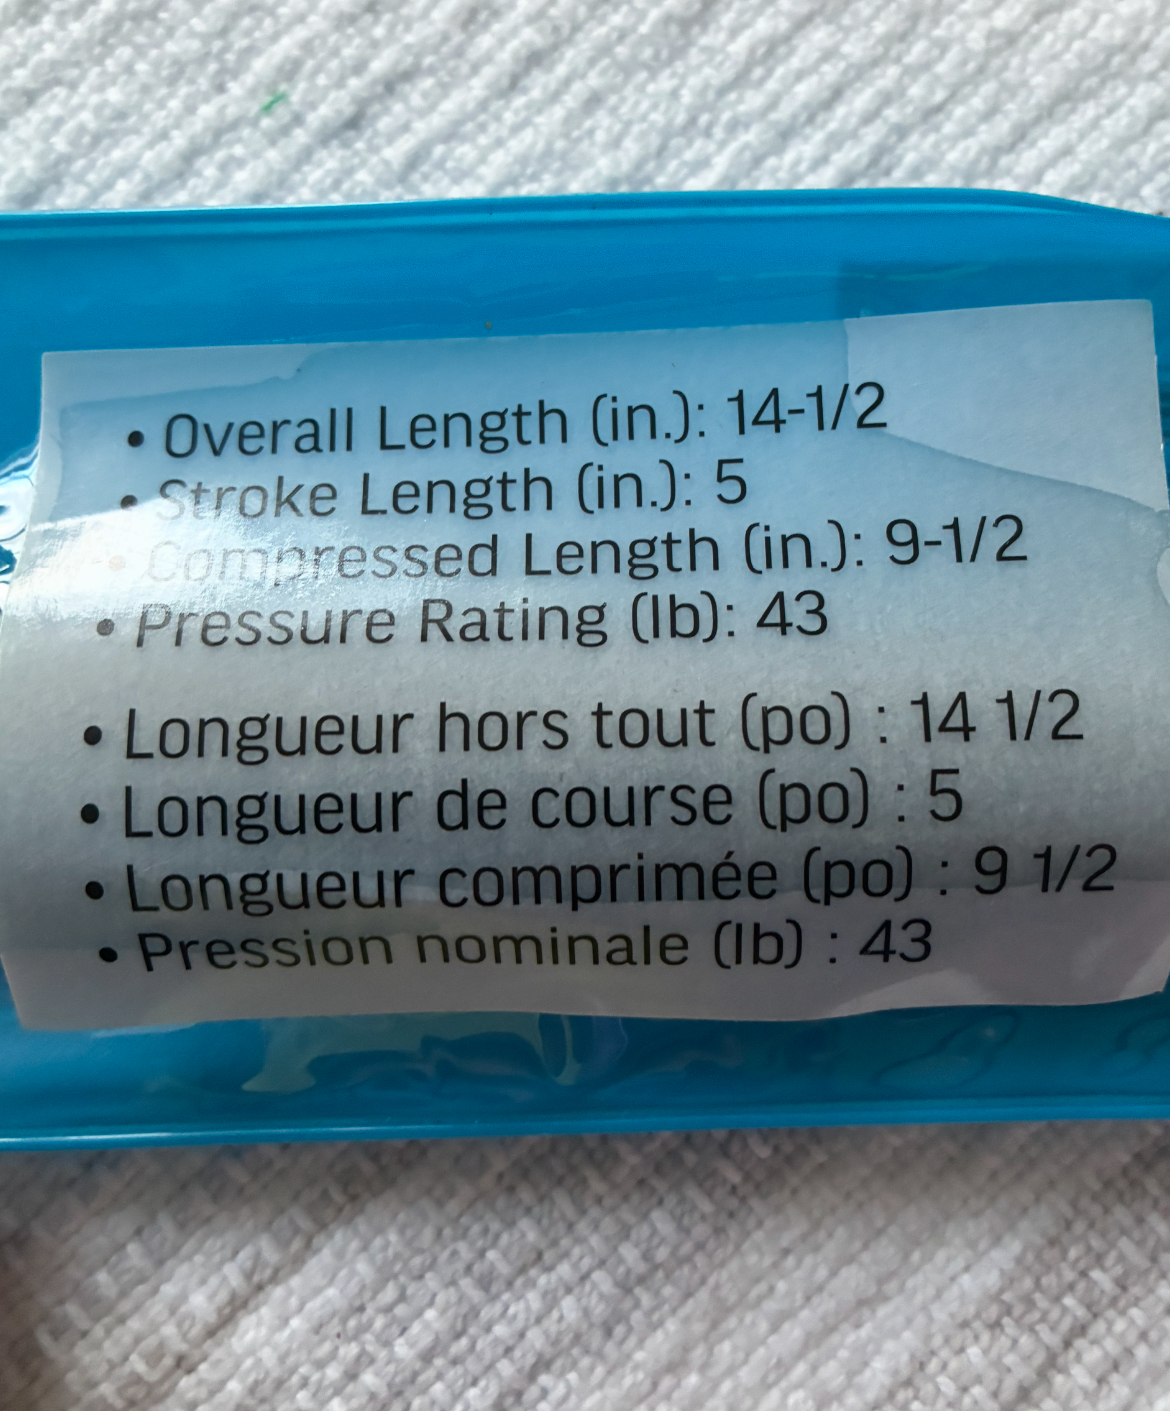 • Overall Length (in.): 14-1/2
• Stroke Length (in.): 5
• Compressed Length (in.): 9-1/2
• Pressure Rating (lb): 43
• Longueur hors tout (po) : 14 1/2
• Longueur de course (po) : 5
• Longueur comprimée (po) : 9 1/2
• Pression nominale (lb) : 43